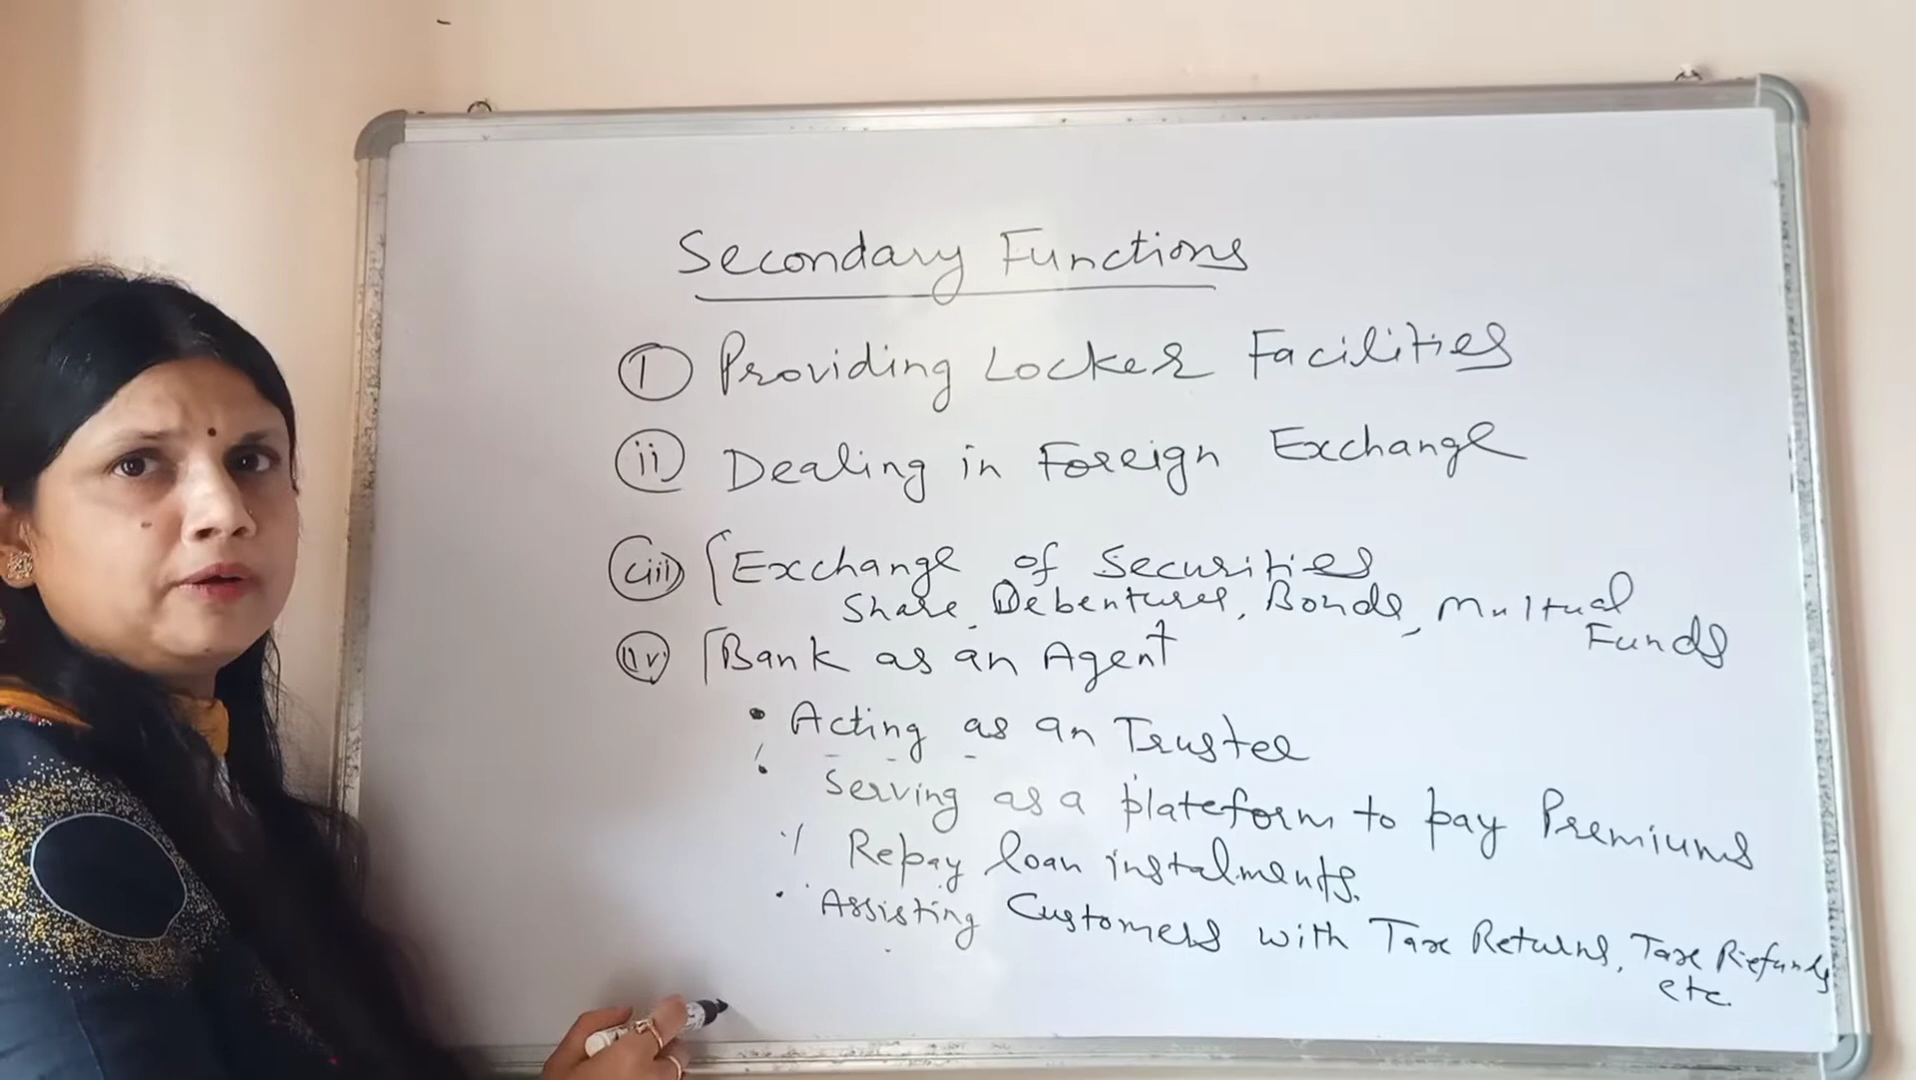 Secondary Functions
(i) Providing Locker Facilities
(ii) Dealing in Foreign Exchange
(iii) Exchange of Securities
Share, Debentures, Bonds, Multual
Funds
(iv) Bank as an Agent
• Acting as an Trustee
• Serving as a plateform to pay Premiums
Repay loan instalments.
• Assisting Customers with Tax Returns, Tax Riefunds
etc.